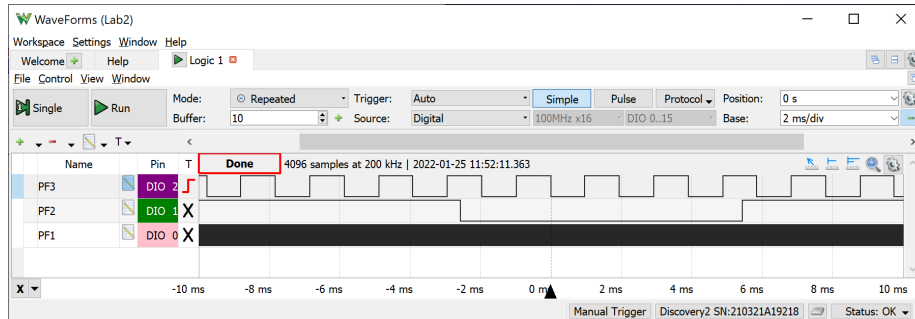 WaveForms (Lab2)
Workspace Settings Window Help
Welcome Help Logic 1
File Control View Window
Single Run Mode: Repeated Trigger: Auto Simple Pulse Protocol Position: 0 s
Buffer: 10 Source: Digital 100MHz x16 DIO 0..15 Base: 2 ms/div
T
Name Pin T Done 4096 samples at 200 kHz | 2022-01-25 11:52:11.363
PF3 DIO 2
PF2 DIO 1 X
PF1 DIO 0 X
X -10 ms -8 ms -6 ms -4 ms -2 ms 0 ms 2 ms 4 ms 6 ms 8 ms 10 ms
Manual Trigger Discovery2 SN:210321A19218 Status: OK